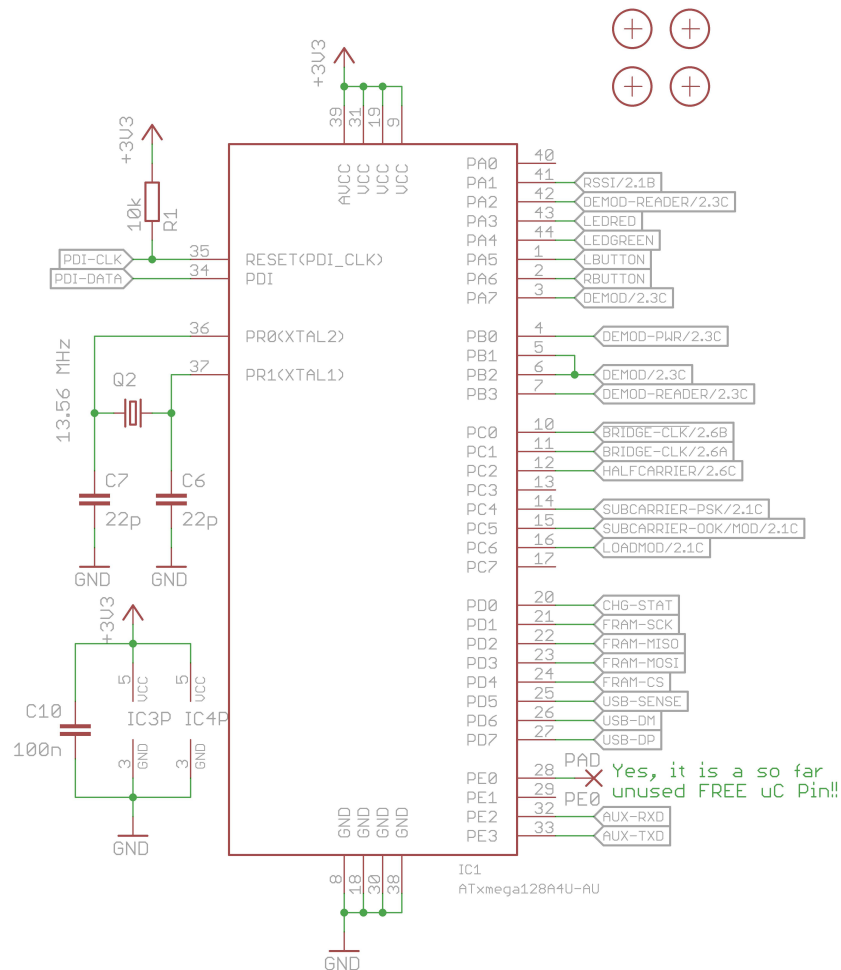 +3V3
39
31
19
9
AVCC
VCC
VCC
VCC
+3V3
10k
R1
PDI-CLK
35
RESET(PDI_CLK)
PDI-DATA
34
PDI
36
PR0(XTAL2)
37
PR1(XTAL1)
13.56 MHz
Q2
C7
22p
C6
22p
GND
GND
+3V3
C10
100n
5
VCC
IC3P
3
GND
5
VCC
IC4P
3
GND
GND
PA0 40
PA1 41 RSSI/2.1B
PA2 42 DEMOD-READER/2.3C
PA3 43 LEDRED
PA4 44 LEDGREEN
PA5 1 LBUTTON
PA6 2 RBUTTON
PA7 3 DEMOD/2.3C
PB0 4 DEMOD-PWR/2.3C
PB1 5
PB2 6 DEMOD/2.3C
PB3 7 DEMOD-READER/2.3C
PC0 10 BRIDGE-CLK/2.6B
PC1 11 BRIDGE-CLK/2.6A
PC2 12 HALFCARRIER/2.6C
PC3 13
PC4 14 SUBCARRIER-PSK/2.1C
PC5 15 SUBCARRIER-OOK/MOD/2.1C
PC6 16 LOADMOD/2.1C
PC7 17
PD0 20 CHG-STAT
PD1 21 FRAM-SCK
PD2 22 FRAM-MISO
PD3 23 FRAM-MOSI
PD4 24 FRAM-CS
PD5 25 USB-SENSE
PD6 26 USB-DM
PD7 27 USB-DP
PAD
PE0 28
Yes, it is a so far
unused FREE uC Pin!!
PE1 29 PE0
PE2 32 AUX-RXD
PE3 33 AUX-TXD
GND
GND
GND
GND
8
18
30
38
GND
IC1
ATxmega128A4U-AU